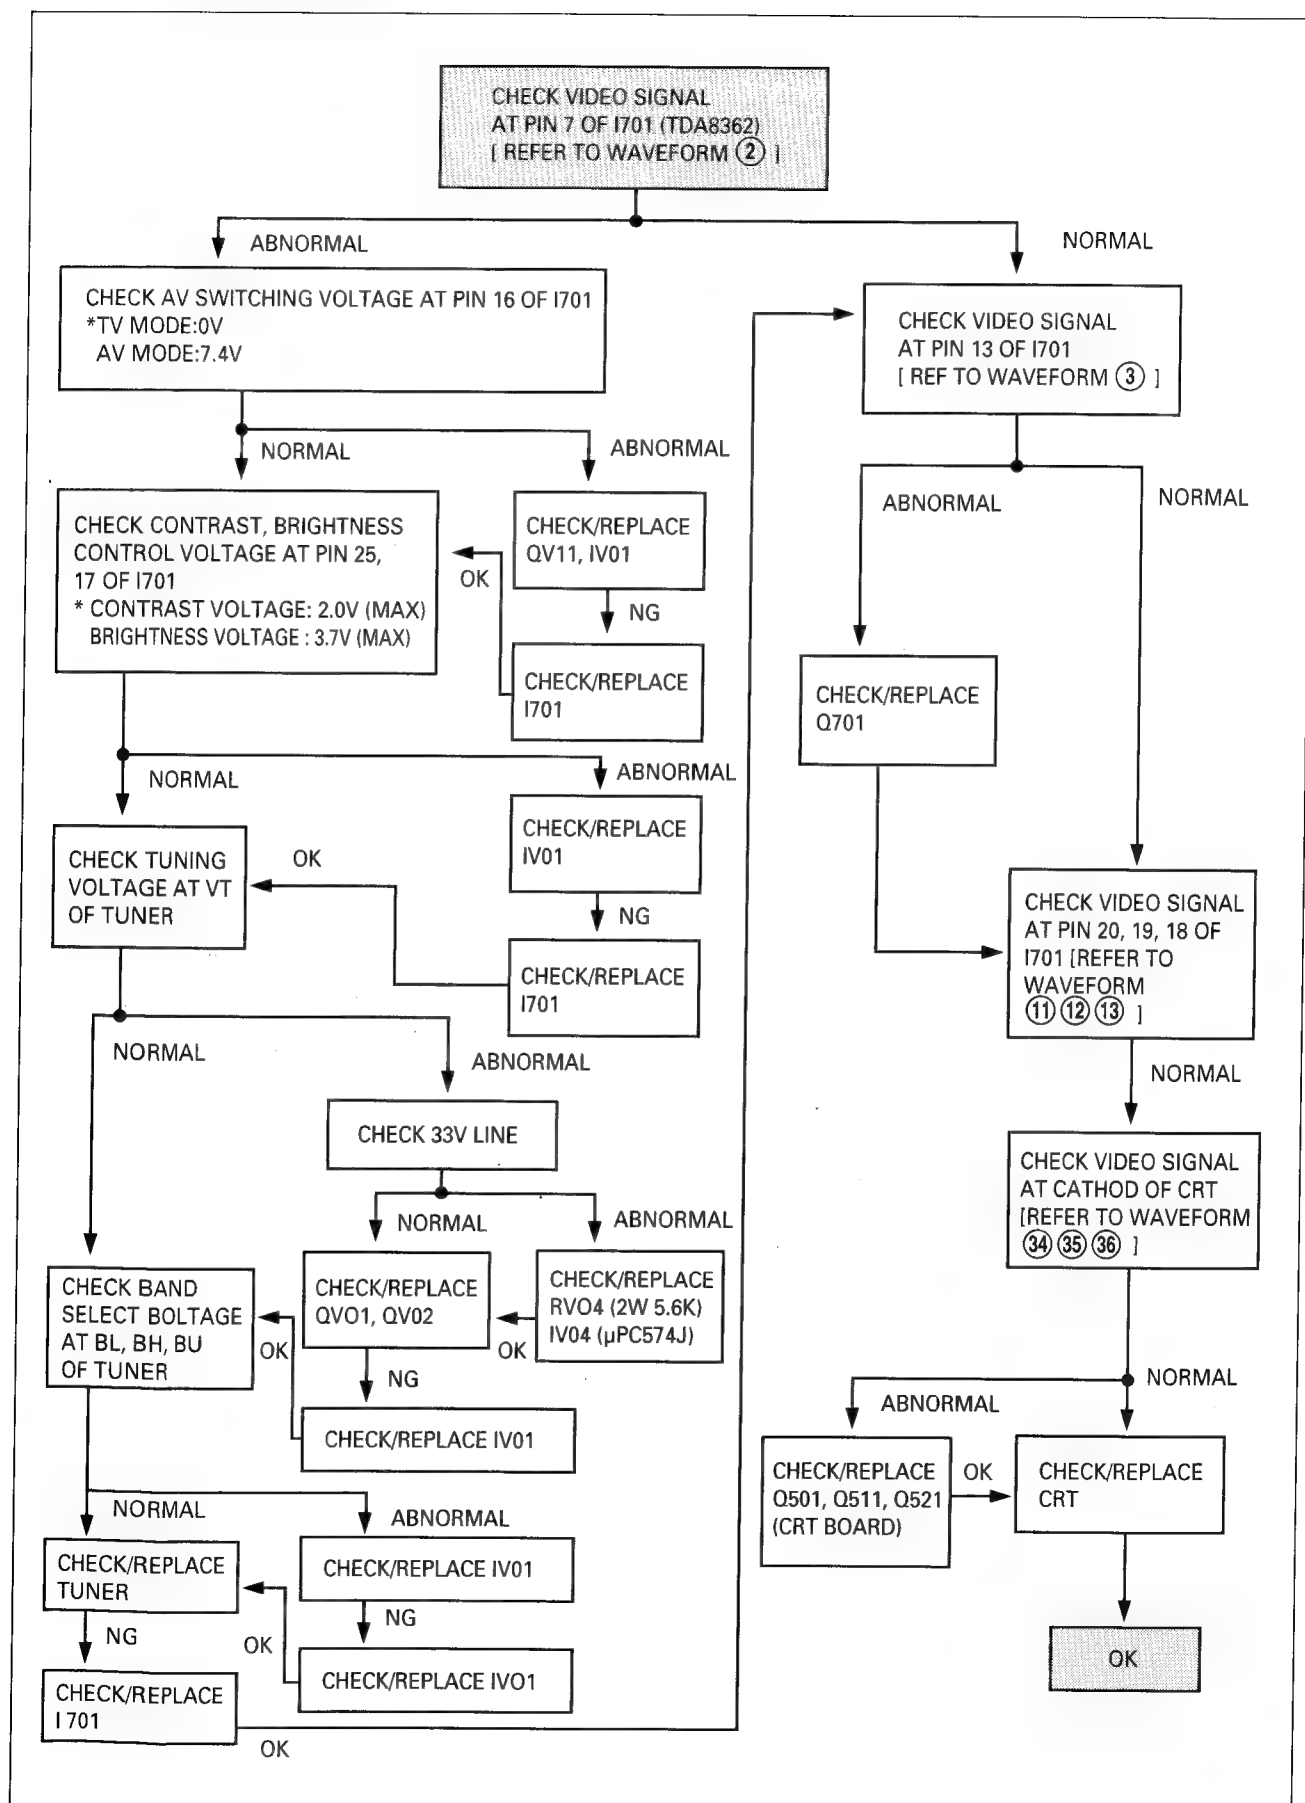 CHECK VIDEO SIGNAL
AT PIN 7 OF I701 (TDA8362)
[ REFER TO WAVEFORM ② ]
ABNORMAL
NORMAL
CHECK AV SWITCHING VOLTAGE AT PIN 16 OF I701
*TV MODE:0V
AV MODE:7.4V
NORMAL
ABNORMAL
CHECK CONTRAST, BRIGHTNESS
CONTROL VOLTAGE AT PIN 25,
17 OF I701
* CONTRAST VOLTAGE: 2.0V (MAX)
BRIGHTNESS VOLTAGE : 3.7V (MAX)
OK
CHECK/REPLACE
QV11, IV01
NG
CHECK/REPLACE
I701
NORMAL
ABNORMAL
CHECK TUNING
VOLTAGE AT VT
OF TUNER
OK
CHECK/REPLACE
IV01
NG
CHECK/REPLACE
I701
NORMAL
ABNORMAL
CHECK 33V LINE
NORMAL
ABNORMAL
CHECK BAND
SELECT BOLTAGE
AT BL, BH, BU
OF TUNER
OK
CHECK/REPLACE
QVO1, QV02
OK
CHECK/REPLACE
RVO4 (2W 5.6K)
IV04 (µPC574J)
NG
CHECK/REPLACE IV01
NORMAL
ABNORMAL
CHECK/REPLACE
TUNER
OK
CHECK/REPLACE IV01
NG
CHECK/REPLACE IVO1
NG
CHECK/REPLACE
I 701
OK
CHECK VIDEO SIGNAL
AT PIN 13 OF I701
[ REF TO WAVEFORM ③ ]
ABNORMAL
NORMAL
CHECK/REPLACE
Q701
CHECK VIDEO SIGNAL
AT PIN 20, 19, 18 OF
I701 [REFER TO
WAVEFORM
⑪ ⑫ ⑬ ]
NORMAL
CHECK VIDEO SIGNAL
AT CATHOD OF CRT
[REFER TO WAVEFORM
㉞ ㉟ ㊱ ]
NORMAL
ABNORMAL
CHECK/REPLACE
Q501, Q511, Q521
(CRT BOARD)
OK
CHECK/REPLACE
CRT
OK